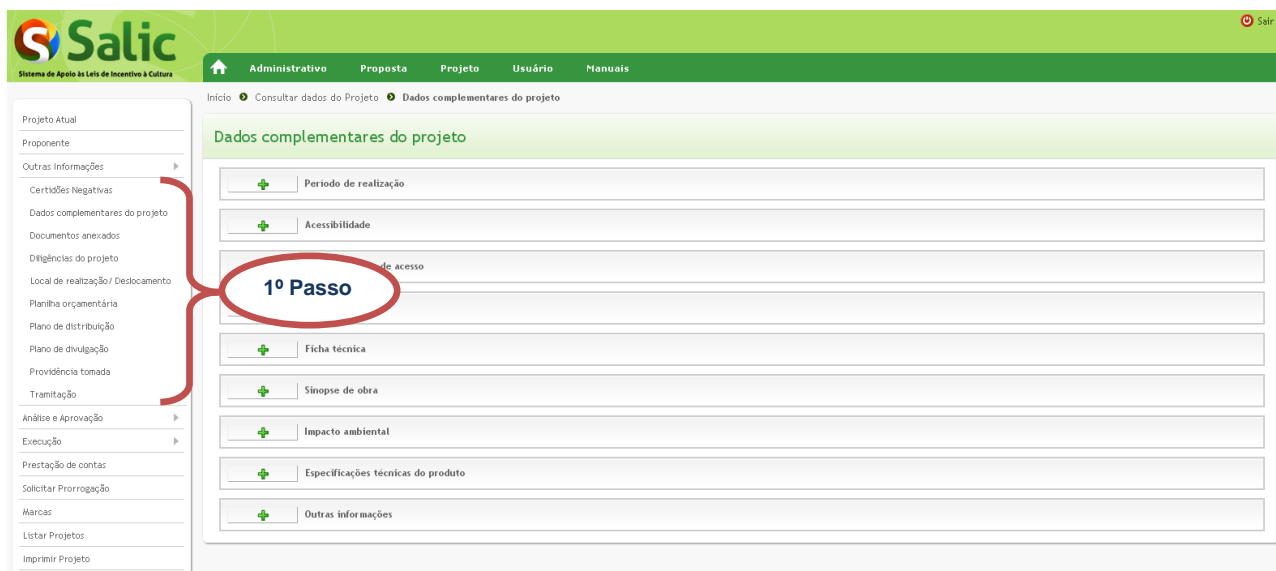 Salic
Sistema de Apoio às Leis de Incentivo à Cultura
Sair
Administrativo Proposta Projeto Usuário Manuais
Início Consultar dados do Projeto Dados complementares do projeto
Projeto Atual
Proponente
Outras Informações
Certidões Negativas
Dados complementares do projeto
Documentos anexados
Diligências do projeto
Local de realização/ Deslocamento
Planilha orçamentária
Plano de distribuição
Plano de divulgação
Providência tomada
Tramitação
Análise e Aprovação
Execução
Prestação de contas
Solicitar Prorrogação
Marcas
Listar Projetos
Imprimir Projeto
Dados complementares do projeto
Período de realização
Acessibilidade
de acesso
1º Passo
Ficha técnica
Sinopse de obra
Impacto ambiental
Especificações técnicas do produto
Outras informações